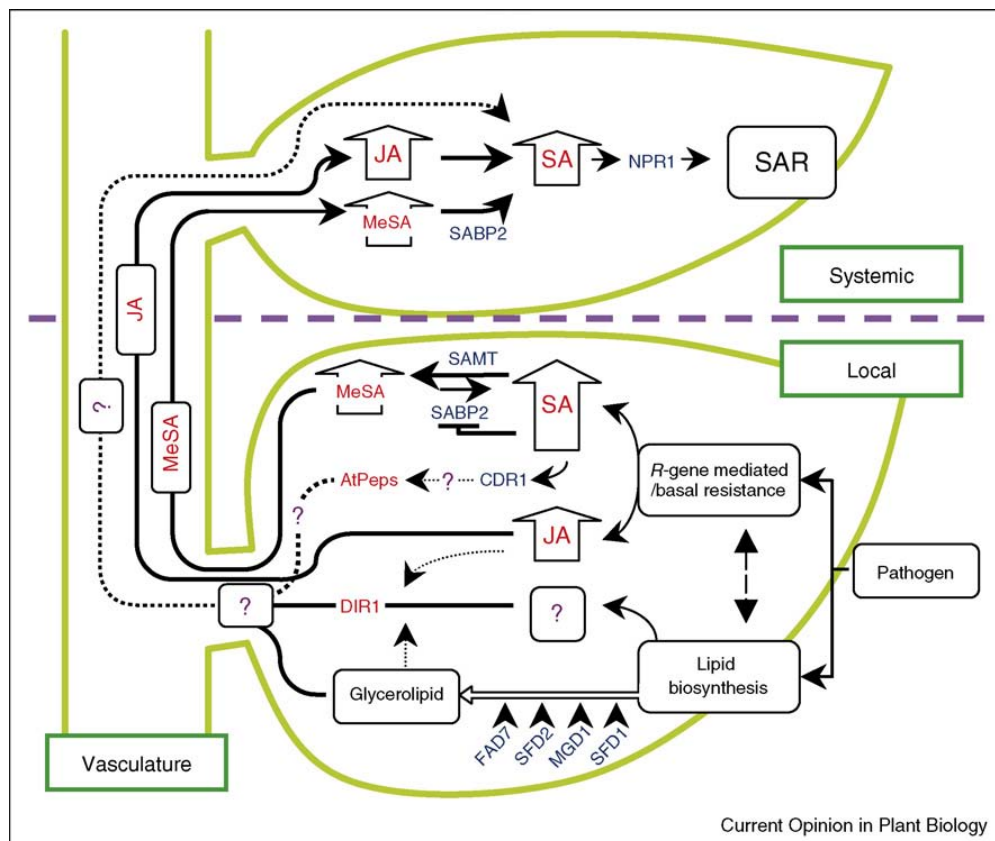 JA
SA
NPR1
SAR
MeSA
SABP2
Systemic
JA
?
MeSA
Local
SAMT
MeSA
SA
SABP2
R-gene mediated
/basal resistance
AtPeps
?
CDR1
?
JA
Pathogen
?
DIR1
?
Lipid
biosynthesis
Glycerolipid
FAD7
SFD2
MGD1
SFD1
Vasculature
Current Opinion in Plant Biology